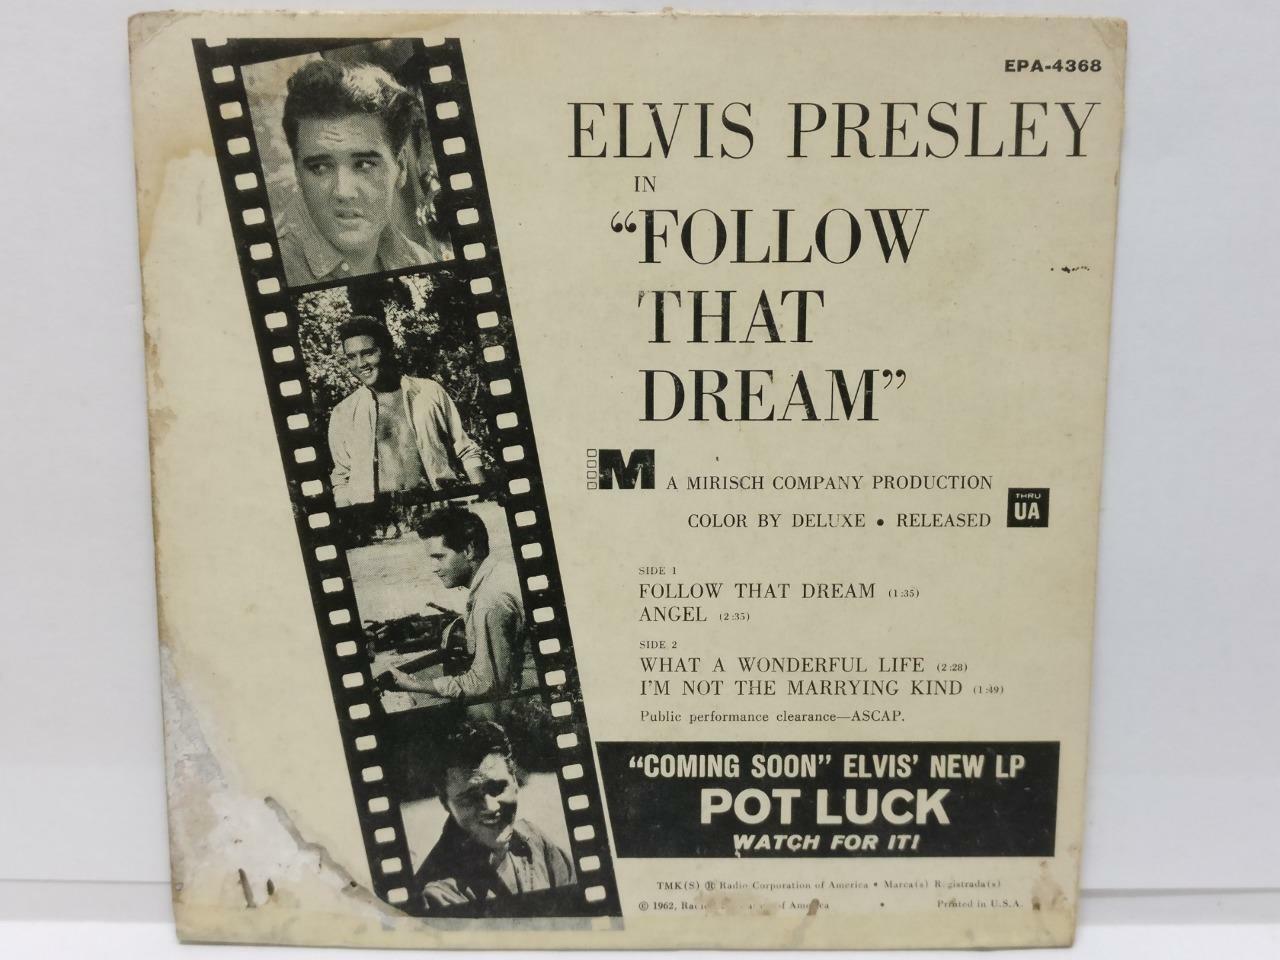 EPA-4368
ELVIS PRESLEY
IN
“FOLLOW
THAT
DREAM”
M A MIRISCH COMPANY PRODUCTION
COLOR BY DELUXE • RELEASED
THRU
UA
SIDE 1
FOLLOW THAT DREAM (1:35)
ANGEL (2:35)
SIDE 2
WHAT A WONDERFUL LIFE (2:28)
I'M NOT THE MARRYING KIND (1:49)
Public performance clearance—ASCAP.
“COMING SOON” ELVIS' NEW LP
POT LUCK
WATCH FOR IT!
TMK(S) ® Radio Corporation of America • Marca(s) Registrada(s)
© 1962, of America • Printed in U.S.A.